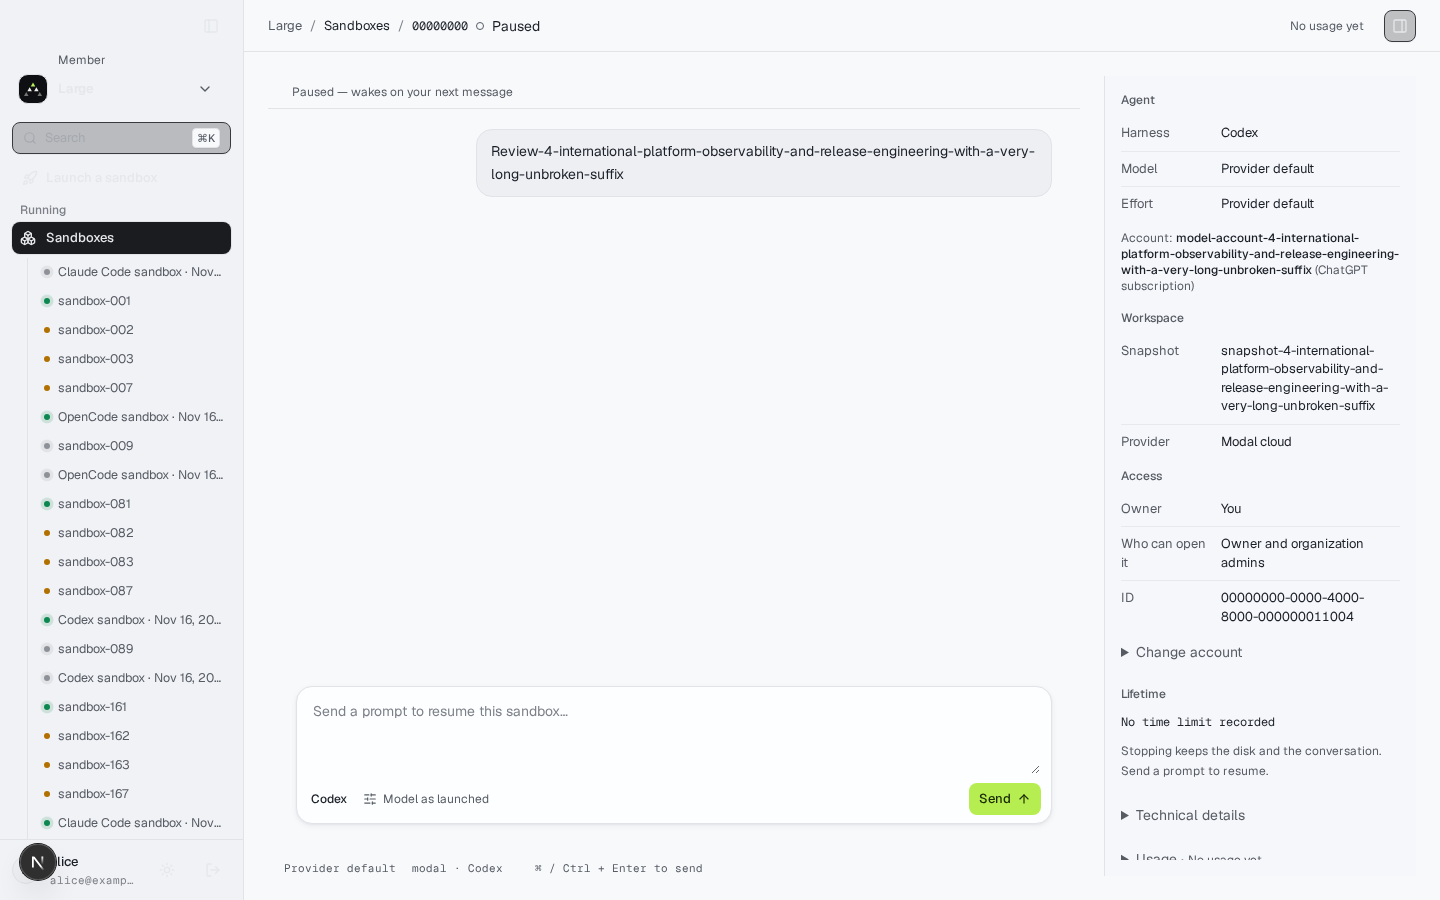 Member
Large
Search
⌘K
Launch a sandbox
Running
Sandboxes
Claude Code sandbox · Nov…
sandbox-001
sandbox-002
sandbox-003
sandbox-007
OpenCode sandbox · Nov 16…
sandbox-009
OpenCode sandbox · Nov 16…
sandbox-081
sandbox-082
sandbox-083
sandbox-087
Codex sandbox · Nov 16, 20…
sandbox-089
Codex sandbox · Nov 16, 20…
sandbox-161
sandbox-162
sandbox-163
sandbox-167
Claude Code sandbox · Nov…
N
lice
alice@examp…
Large / Sandboxes / 00000000 Paused
No usage yet
Paused — wakes on your next message
Review-4-international-platform-observability-and-release-engineering-with-a-very-
long-unbroken-suffix
Send a prompt to resume this sandbox…
Codex
Model as launched
Send
Provider default modal · Codex ⌘ / Ctrl + Enter to send
Agent
Harness Codex
Model Provider default
Effort Provider default
Account: model-account-4-international-
platform-observability-and-release-engineering-
with-a-very-long-unbroken-suffix (ChatGPT
subscription)
Workspace
Snapshot snapshot-4-international-
platform-observability-and-
release-engineering-with-a-
very-long-unbroken-suffix
Provider Modal cloud
Access
Owner You
Who can open it Owner and organization admins
ID 00000000-0000-4000-
8000-000000011004
Change account
Lifetime
No time limit recorded
Stopping keeps the disk and the conversation.
Send a prompt to resume.
Technical details
Usage · No usage yet